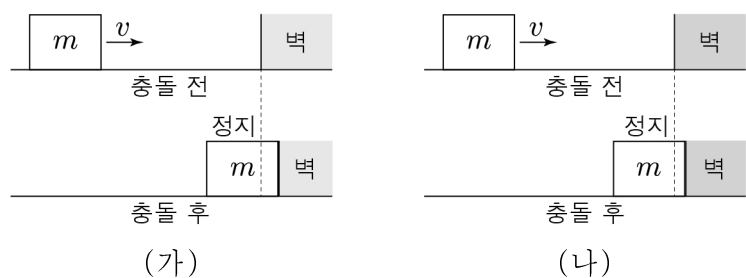 m v 벽 m v 벽
충돌 전 충돌 전
정지 정지
m 벽 m 벽
충돌 후 충돌 후
(가) (나)